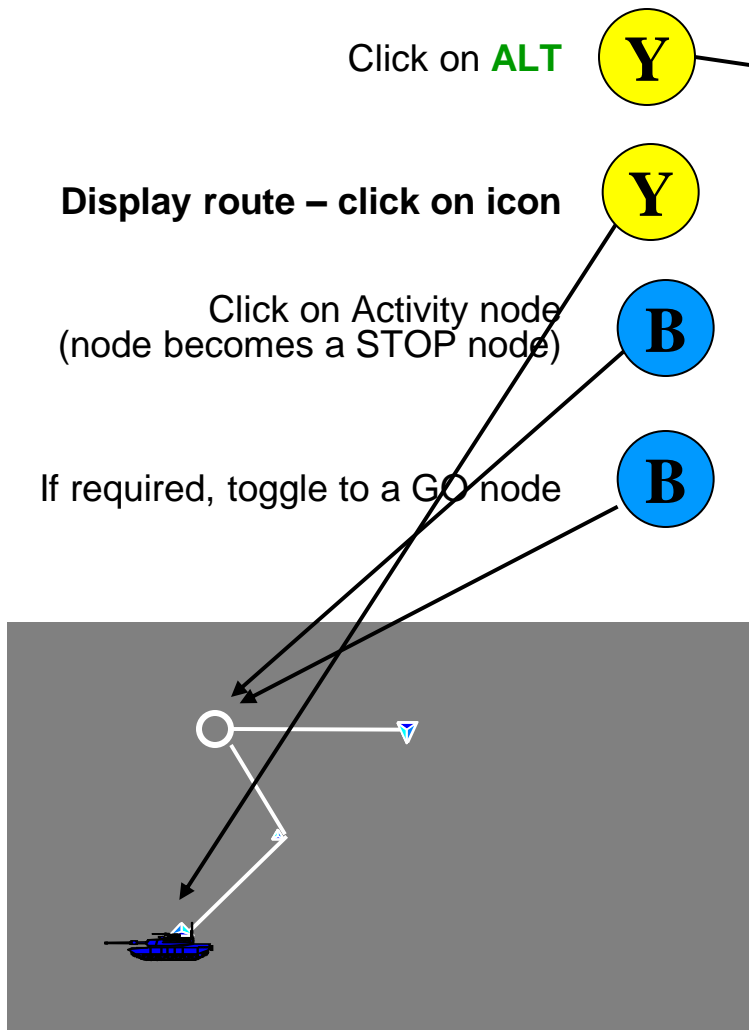 Click on ALT Y
Display route – click on icon Y
Click on Activity node
(node becomes a STOP node) B
If required, toggle to a GO node B